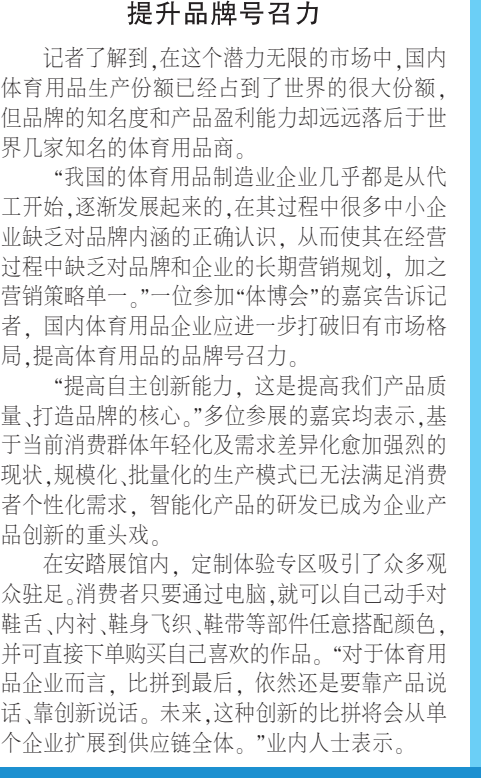 提升品牌号召力
记者了解到,在这个潜力无限的市场中,国内
体育用品生产份额已经占到了世界的很大份额,
但品牌的知名度和产品盈利能力却远远落后于世
界几家知名的体育用品商。
“我国的体育用品制造业企业几乎都是从代
工开始,逐渐发展起来的,在其过程中很多中小企
业缺乏对品牌内涵的正确认识，从而使其在经营
过程中缺乏对品牌和企业的长期营销规划，加之
营销策略单一。”一位参加“体博会”的嘉宾告诉记
者，国内体育用品企业应进一步打破旧有市场格
局,提高体育用品的品牌号召力。
“提高自主创新能力，这是提高我们产品质
量、打造品牌的核心。”多位参展的嘉宾均表示,基
于当前消费群体年轻化及需求差异化愈加强烈的
现状,规模化、批量化的生产模式已无法满足消费
者个性化需求，智能化产品的研发已成为企业产
品创新的重头戏。
在安踏展馆内，定制体验专区吸引了众多观
众驻足。消费者只要通过电脑,就可以自己动手对
鞋舌、内衬、鞋身飞织、鞋带等部件任意搭配颜色,
并可直接下单购买自己喜欢的作品。“对于体育用
品企业而言，比拼到最后，依然还是要靠产品说
话、靠创新说话。未来,这种创新的比拼将会从单
个企业扩展到供应链全体。”业内人士表示。